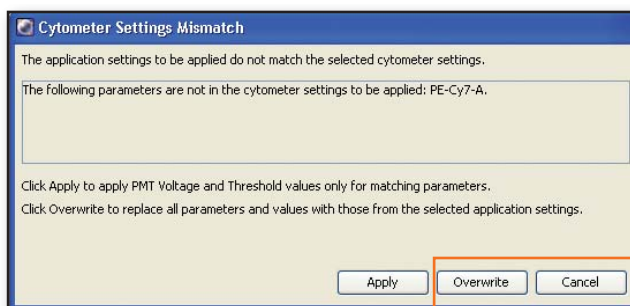 Cytometer Settings Mismatch
The application settings to be applied do not match the selected cytometer settings.
The following parameters are not in the cytometer settings to be applied: PE-Cy7-A.
Click Apply to apply PMT Voltage and Threshold values only for matching parameters.
Click Overwrite to replace all parameters and values with those from the selected application settings.
Apply Overwrite Cancel